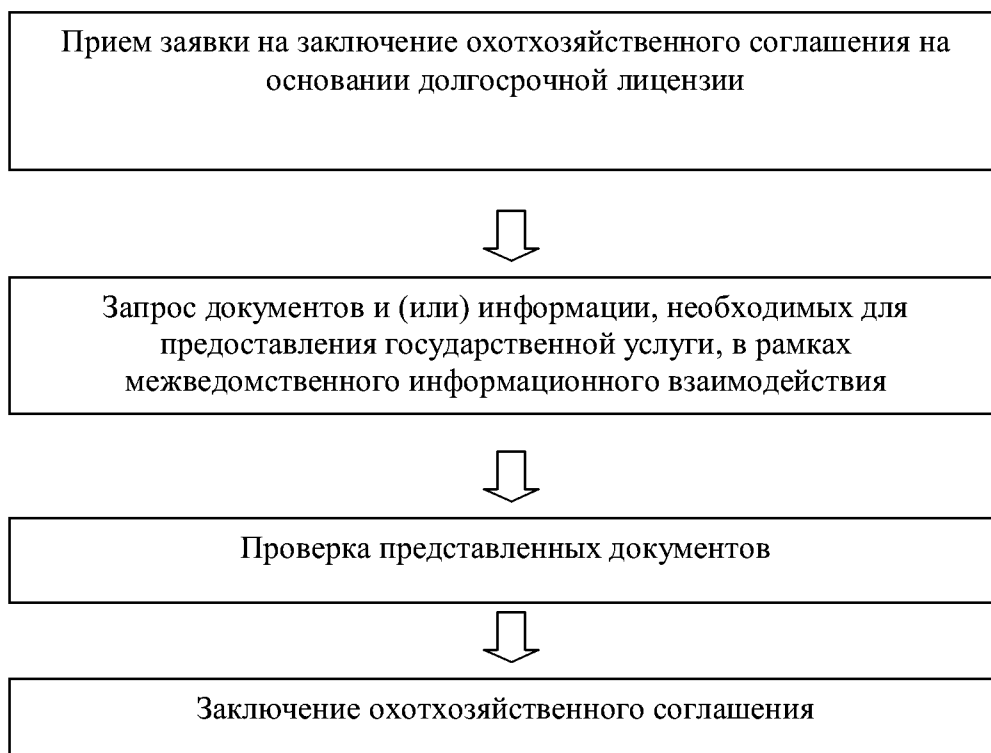 Прием заявки на заключение охотхозяйственного соглашения на
основании долгосрочной лицензии
Запрос документов и (или) информации, необходимых для
предоставления государственной услуги, в рамках
межведомственного информационного взаимодействия
Проверка представленных документов
Заключение охотхозяйственного соглашения